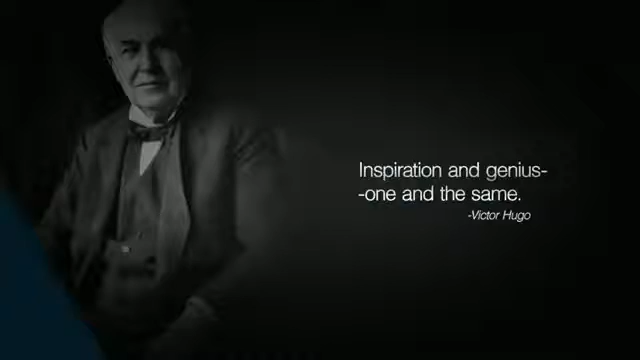 Inspiration and genius-
-one and the same.
-Victor Hugo